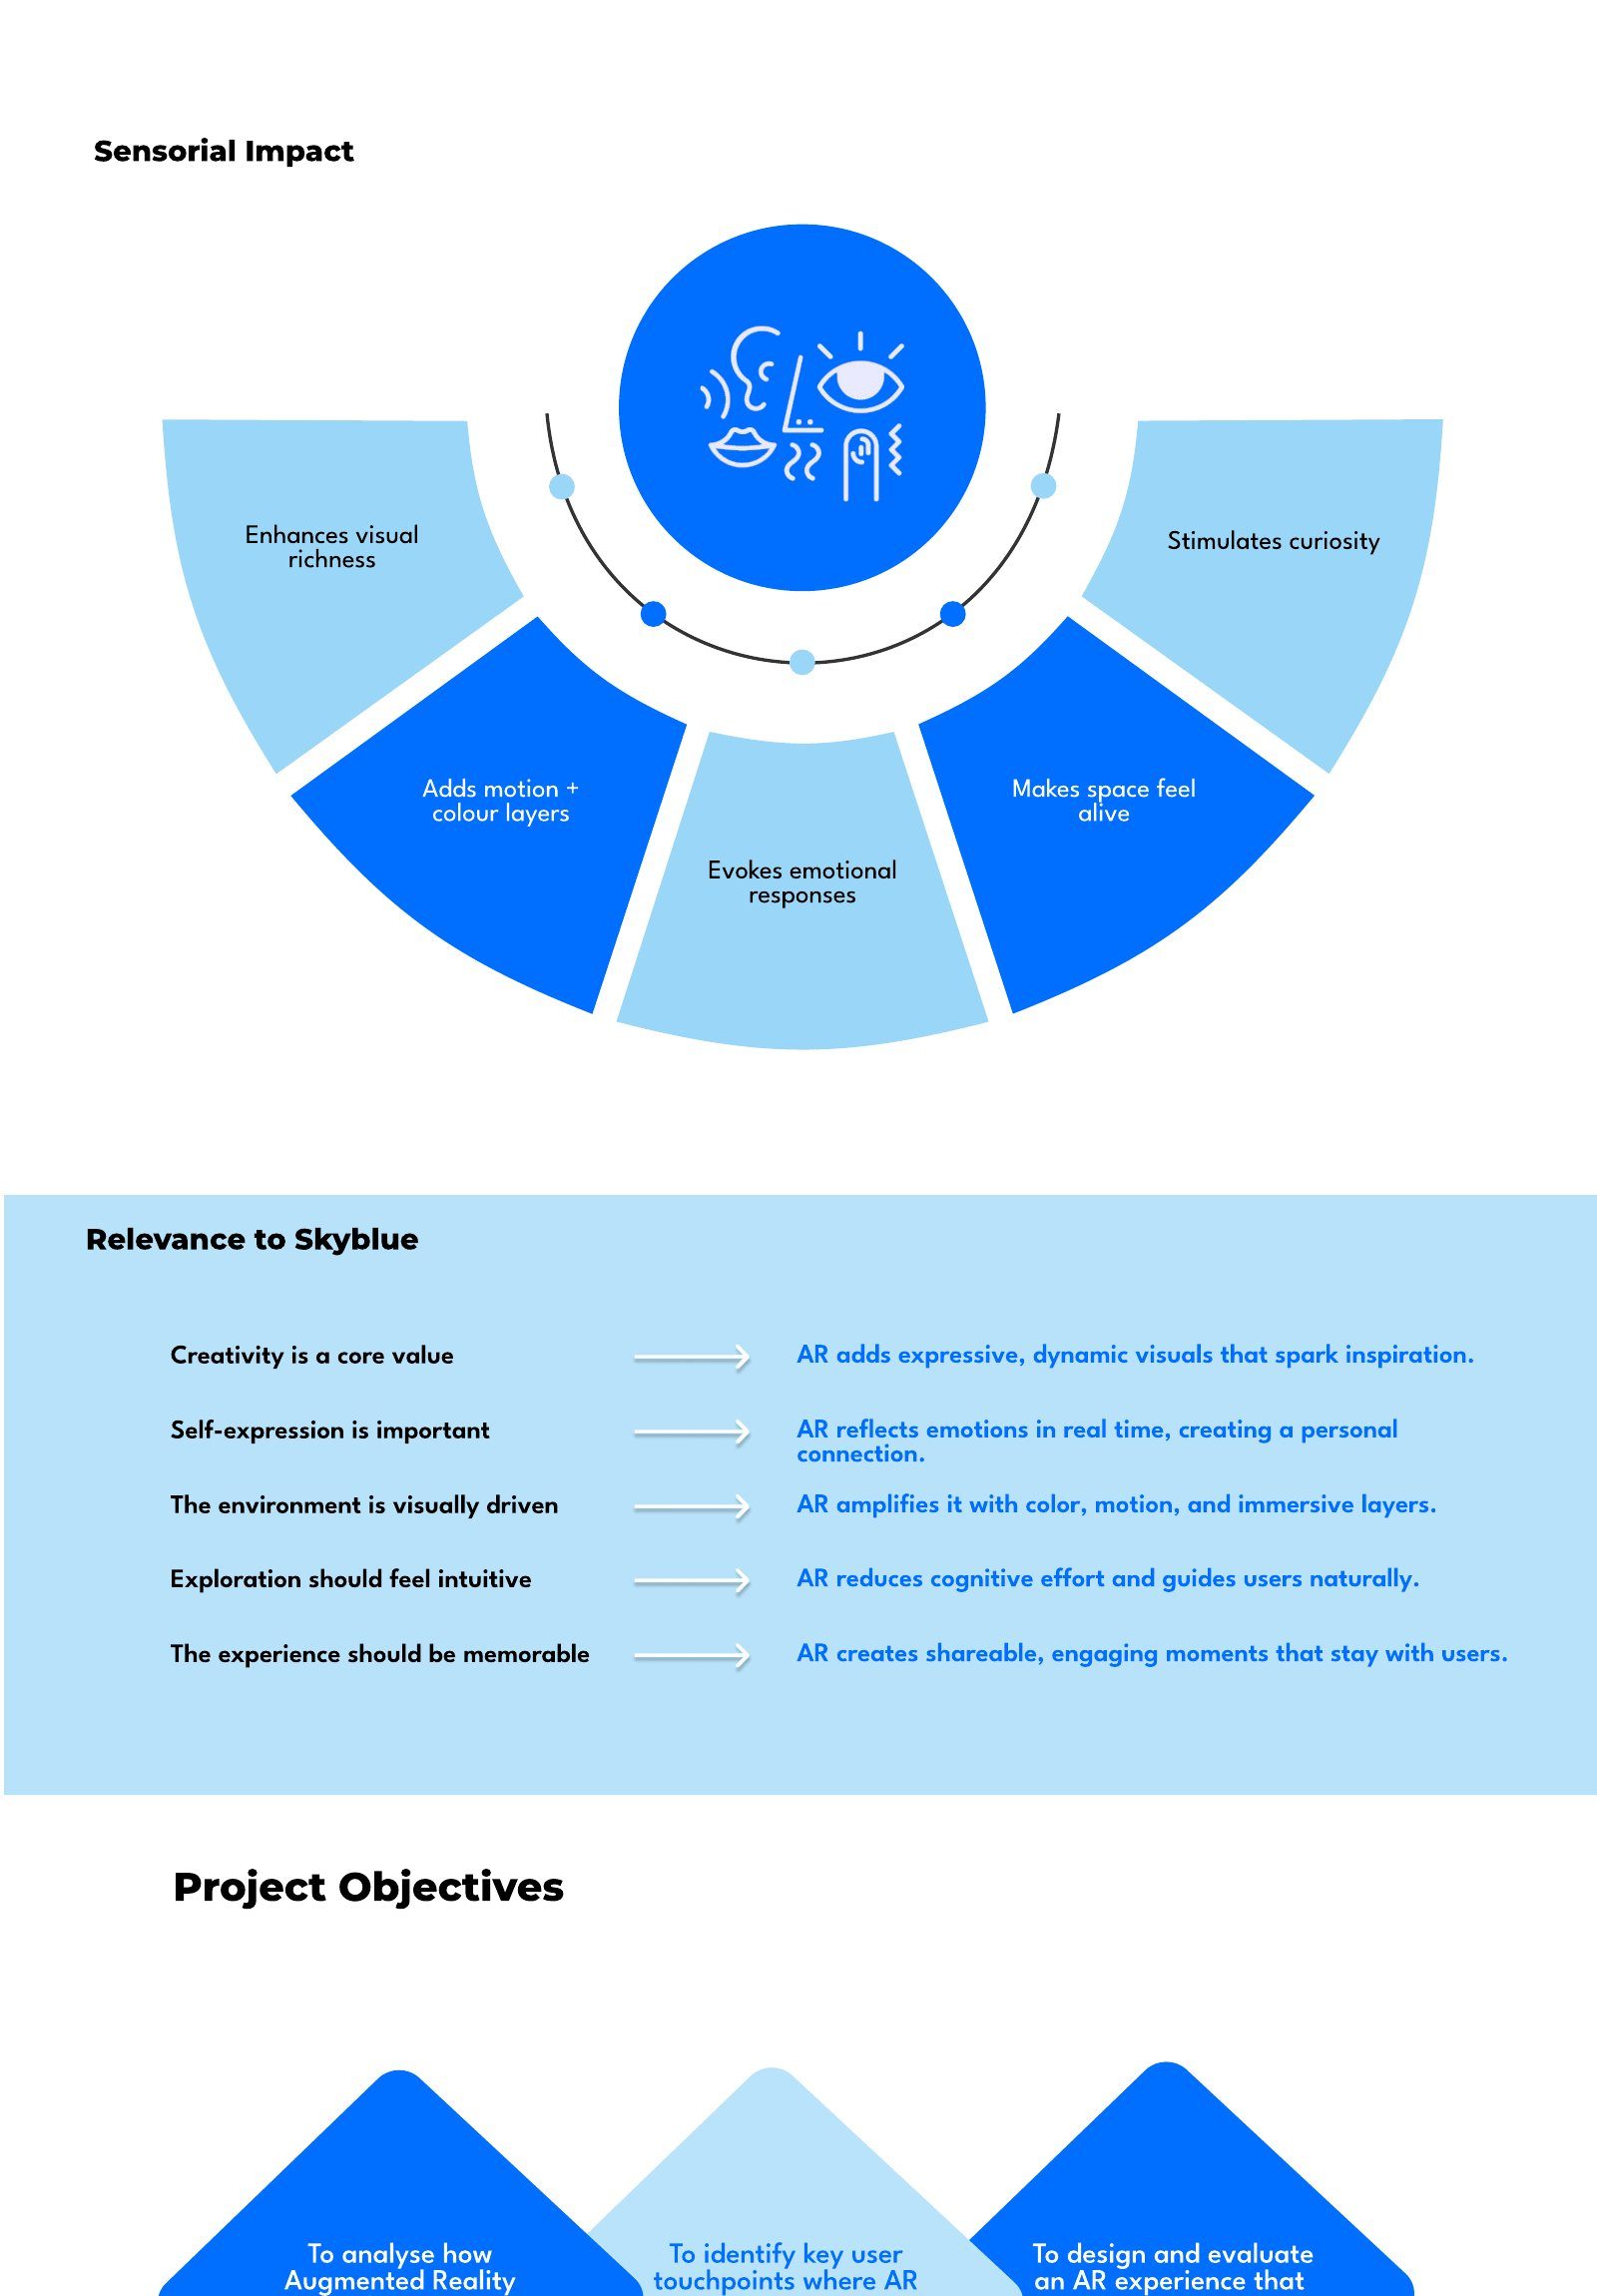 Sensorial Impact
Enhances visual
richness
Stimulates curiosity
Adds motion +
colour layers
Makes space feel
alive
Evokes emotional
responses
Relevance to Skyblue
Creativity is a core value
AR adds expressive, dynamic visuals that spark inspiration.
Self-expression is important
AR reflects emotions in real time, creating a personal
connection.
The environment is visually driven
AR amplifies it with color, motion, and immersive layers.
Exploration should feel intuitive
AR reduces cognitive effort and guides users naturally.
The experience should be memorable
AR creates shareable, engaging moments that stay with users.
Project Objectives
To analyse how
Augmented Reality
To identify key user
touchpoints where AR
To design and evaluate
an AR experience that